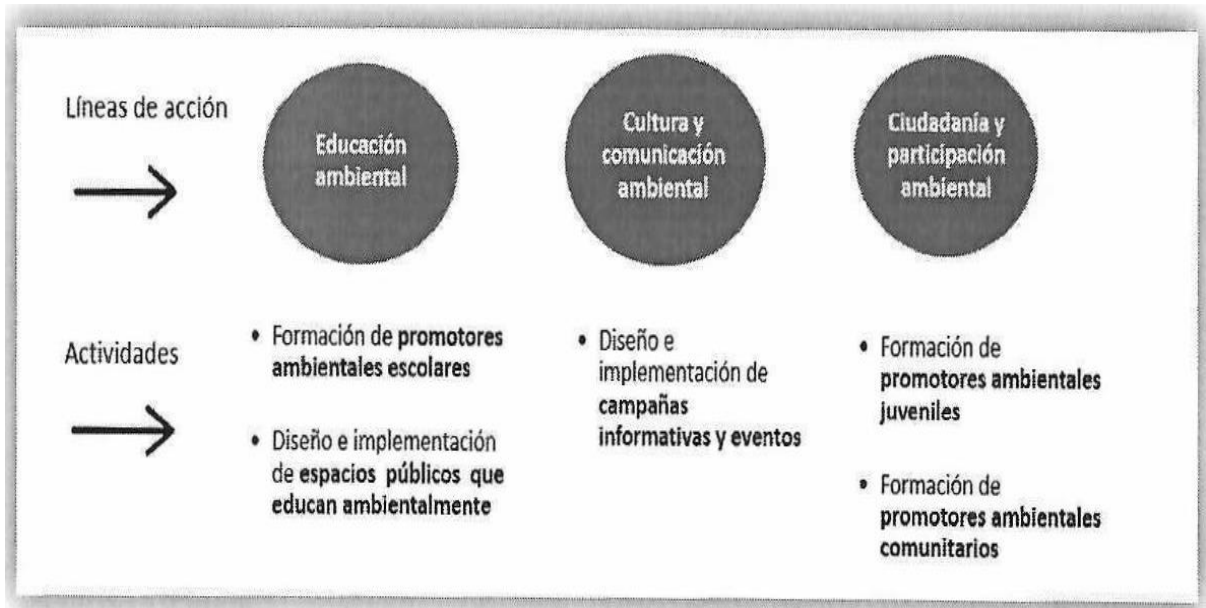 Líneas de acción
Educación
ambiental
Cultura y
comunicación
ambiental
Ciudadanía y
participación
ambiental
Actividades
• Formación de promotores
ambientales escolares
• Diseño e implementación
de espacios públicos que
educan ambientalmente
• Diseño e
implementación de
campañas
informativas y eventos
• Formación de
promotores ambientales
juveniles
• Formación de
promotores ambientales
comunitarios